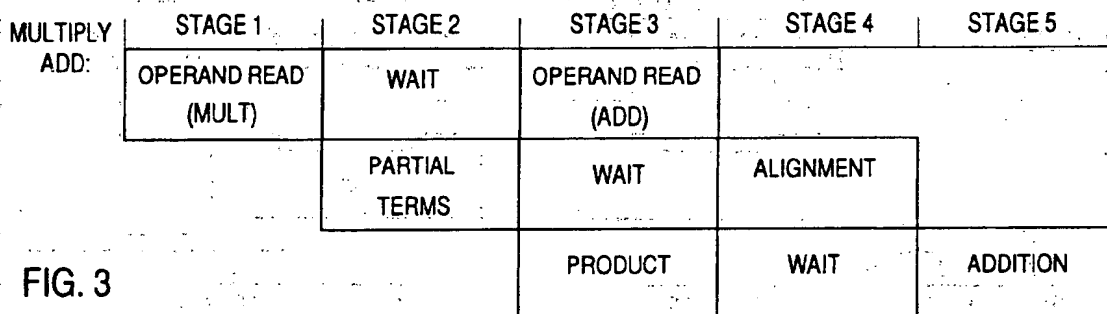 MULTIPLY ADD:
STAGE 1
STAGE 2
STAGE 3
STAGE 4
STAGE 5
OPERAND READ (MULT)
WAIT
OPERAND READ (ADD)
PARTIAL TERMS
WAIT
ALIGNMENT
PRODUCT
WAIT
ADDITION
FIG. 3